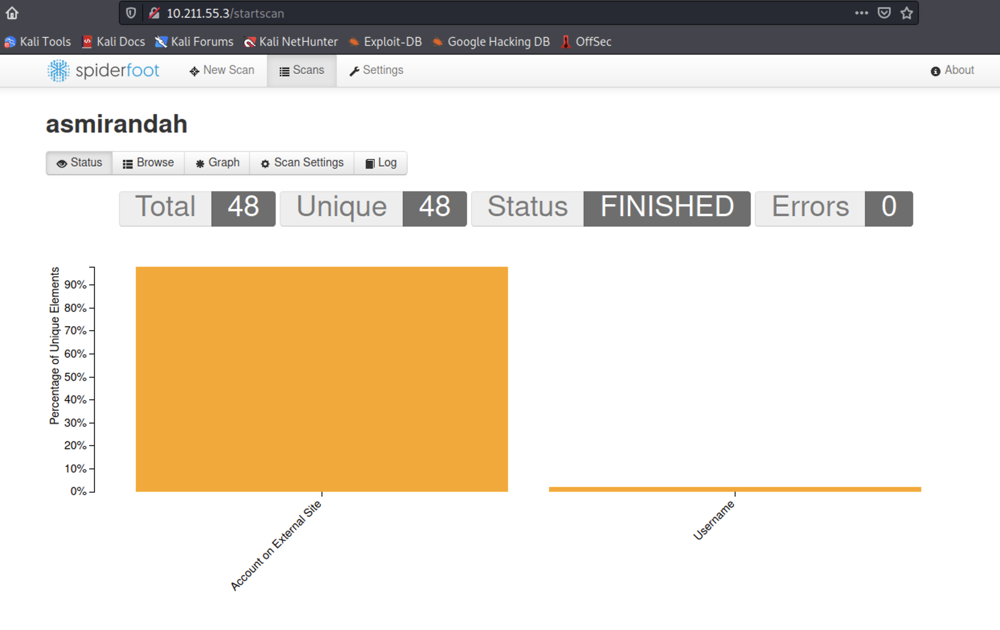 10.211.55.3/startscan
Kali Tools Kali Docs Kali Forums Kali NetHunter Exploit-DB Google Hacking DB OffSec
spiderfoot New Scan Scans Settings About
asmirandah
Status Browse Graph Scan Settings Log
Total 48 Unique 48 Status FINISHED Errors 0
Percentage of Unique Elements
90%
80%
70%
60%
50%
40%
30%
20%
10%
0%
Account on External Site
Username